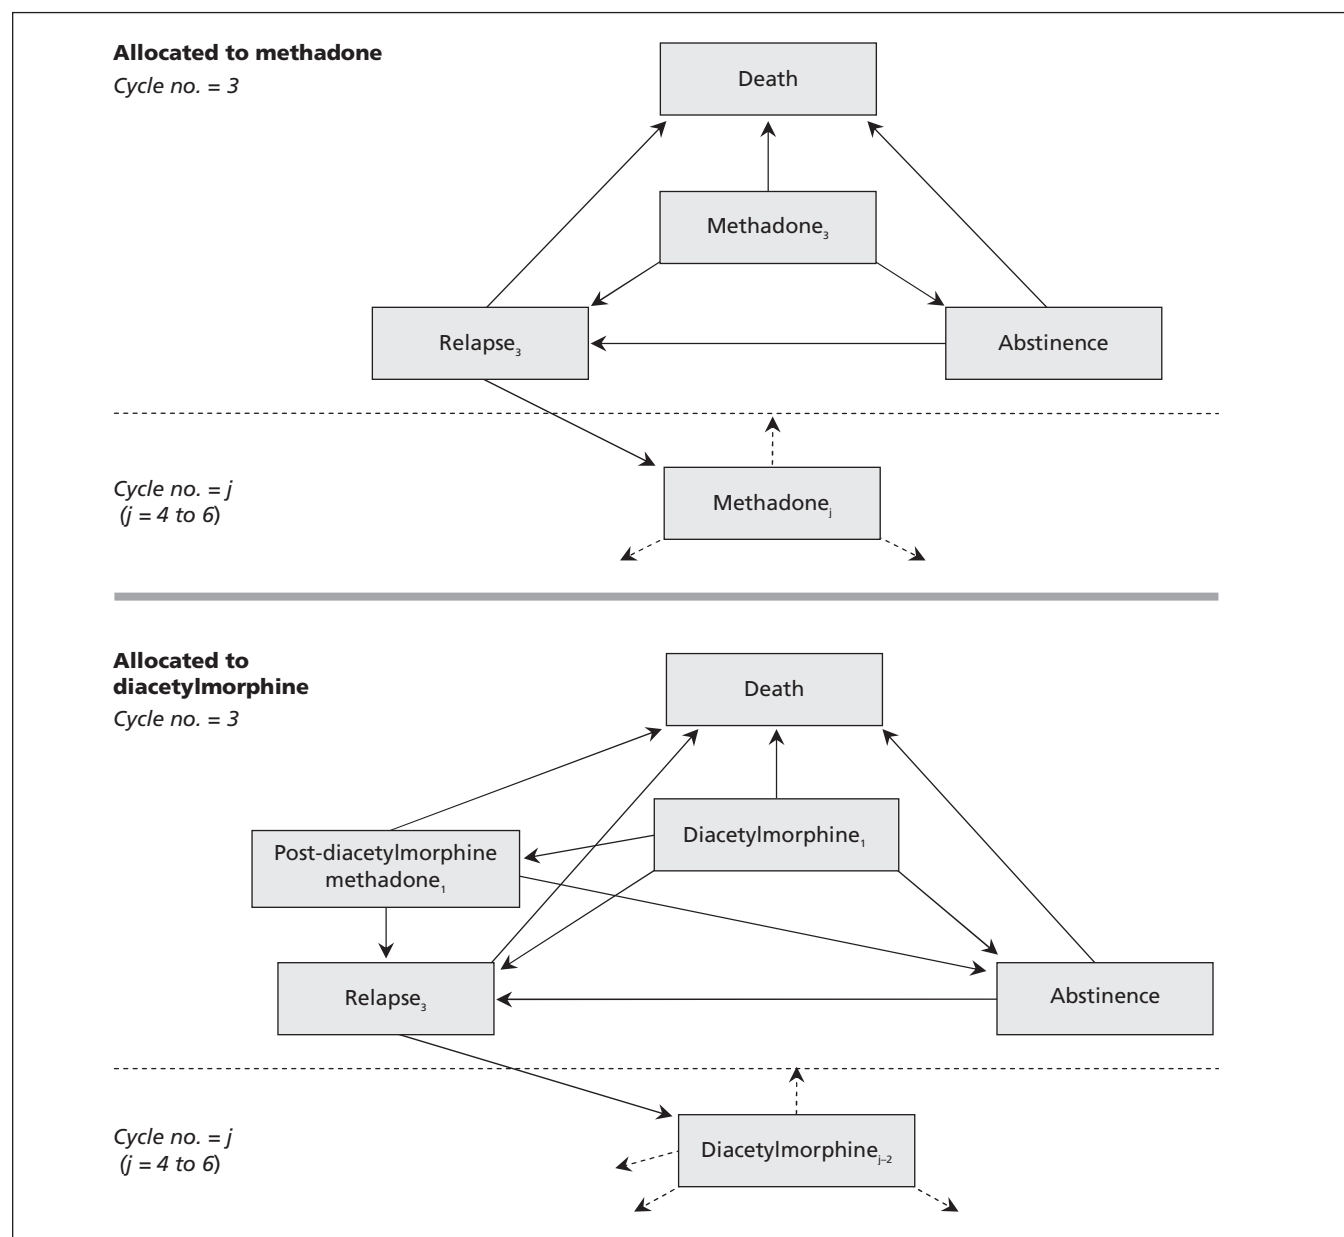 Allocated to methadone
Cycle no. = 3
Death
Methadone₃
Relapse₃
Abstinence
Cycle no. = j
(j = 4 to 6)
Methadoneⱼ
Allocated to
diacetylmorphine
Cycle no. = 3
Death
Diacetylmorphine₁
Post-diacetylmorphine
methadone₁
Relapse₃
Abstinence
Cycle no. = j
(j = 4 to 6)
Diacetylmorphineⱼ₋₂